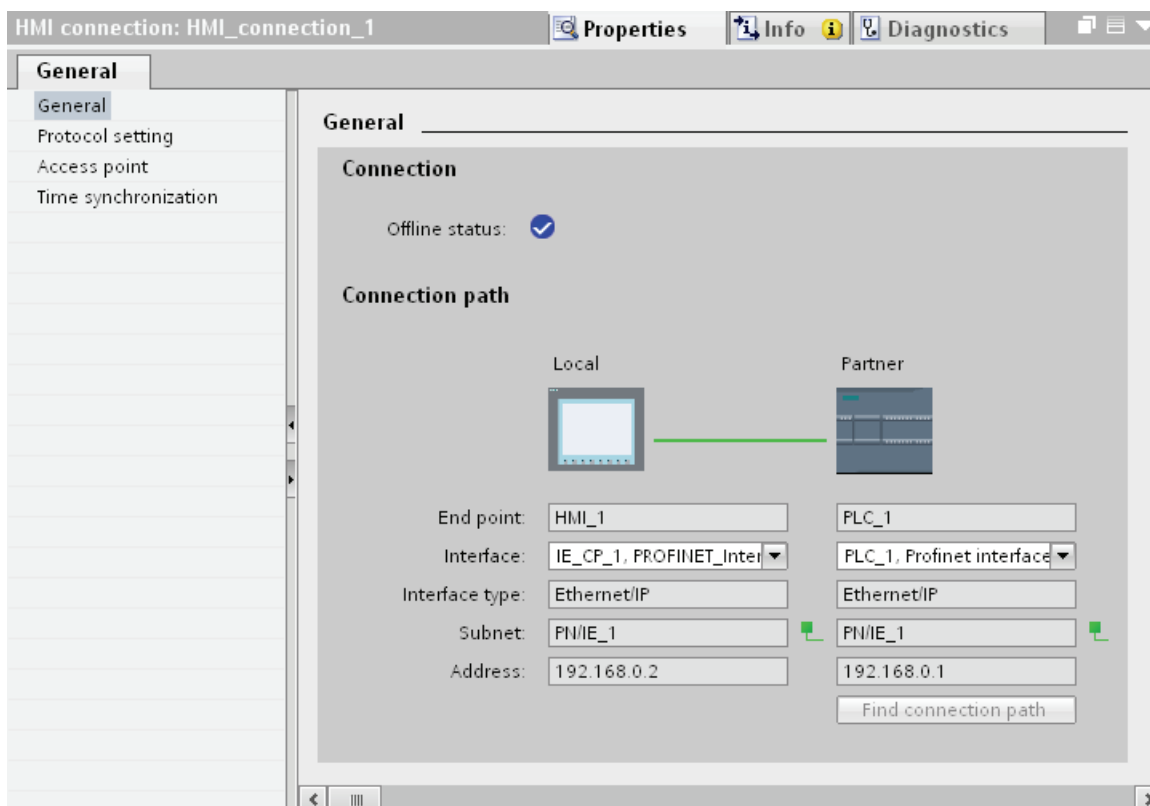 HMI connection: HMI_connection_1 Properties Info Diagnostics
General
General
Protocol setting
Access point
Time synchronization
General
Connection
Offline status:
Connection path
Local Partner
End point: HMI_1 PLC_1
Interface: IE_CP_1, PROFINET_Inter PLC_1, Profinet interface
Interface type: Ethernet/IP Ethernet/IP
Subnet: PN/IE_1 PN/IE_1
Address: 192.168.0.2 192.168.0.1
Find connection path